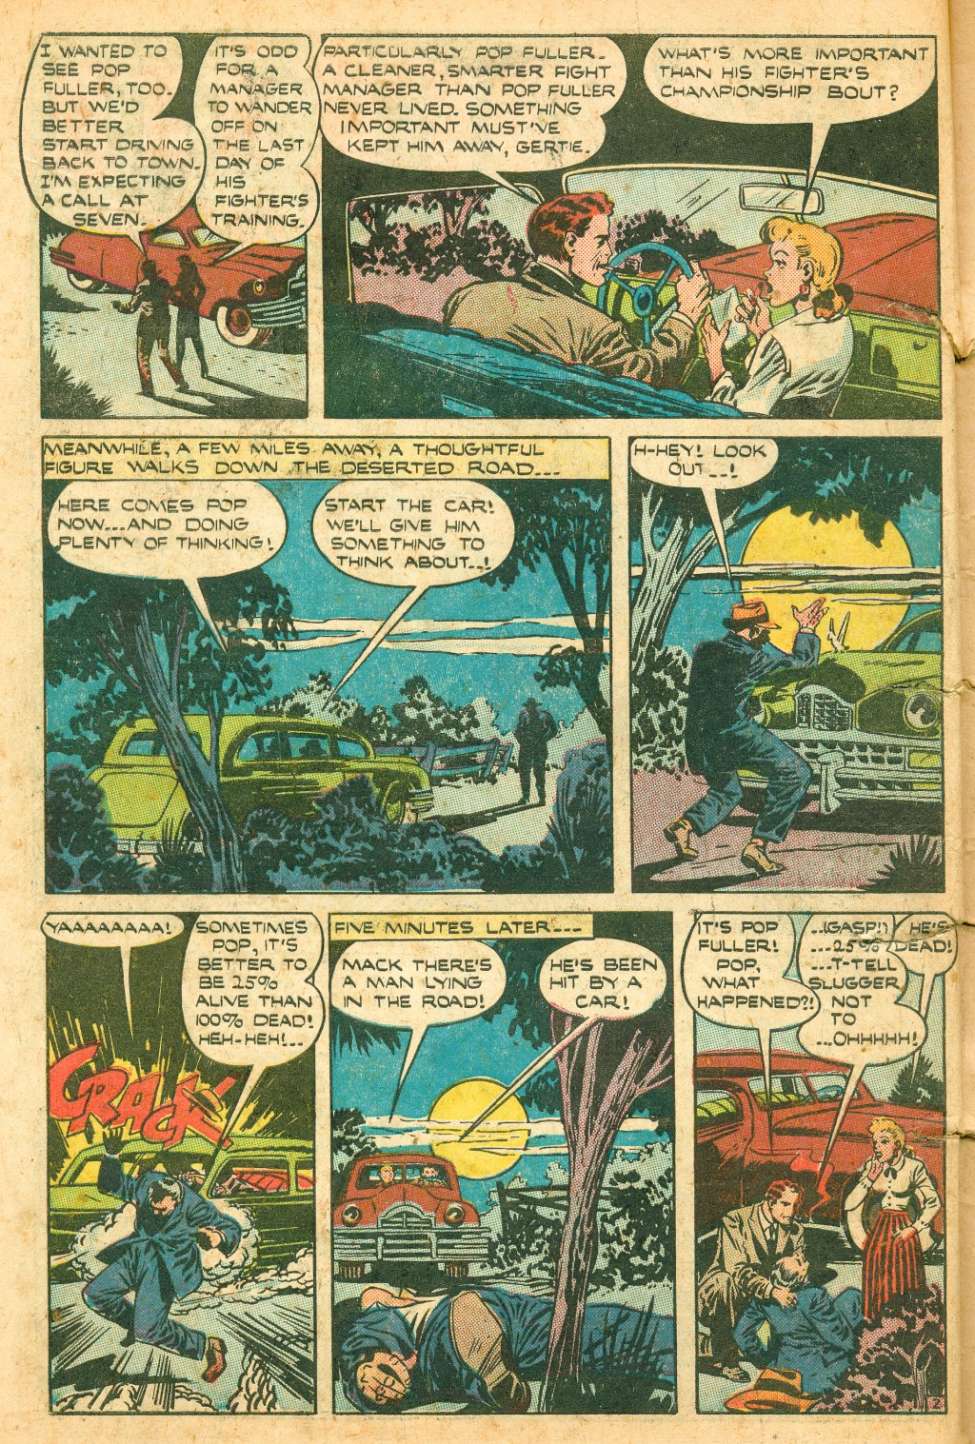 I WANTED TO
SEE POP
FULLER, TOO.
BUT WE'D
BETTER
START DRIVING
BACK TO TOWN.
I'M EXPECTING
A CALL AT
SEVEN.
IT'S ODD
FOR A
MANAGER
TO WANDER
OFF ON
THE LAST
DAY OF
HIS
FIGHTER'S
TRAINING.
PARTICULARLY POP FULLER.
A CLEANER, SMARTER FIGHT
MANAGER THAN POP FULLER
NEVER LIVED. SOMETHING
IMPORTANT MUST'VE
KEPT HIM AWAY, GERTIE.
WHAT'S MORE IMPORTANT
THAN HIS FIGHTER'S
CHAMPIONSHIP BOUT?
MEANWHILE, A FEW MILES AWAY, A THOUGHTFUL
FIGURE WALKS DOWN THE DESERTED ROAD...
HERE COMES POP
NOW...AND DOING
PLENTY OF THINKING!
START THE CAR!
WE'LL GIVE HIM
SOMETHING TO
THINK ABOUT..!
H-HEY! LOOK
OUT...!
YAAAAAAAA!
SOMETIMES
POP, IT'S
BETTER TO
BE 25%
ALIVE THAN
100% DEAD!
HEH-HEH!...
CRACK!
FIVE MINUTES LATER...
MACK THERE'S
A MAN LYING
IN THE ROAD!
HE'S BEEN
HIT BY A
CAR!
IT'S POP
FULLER!
POP,
WHAT
HAPPENED?!
..(GASP!)
...25%
...T-TELL
SLUGGER
NOT
TO
...OHHHHH!
HE'S
DEAD!
2